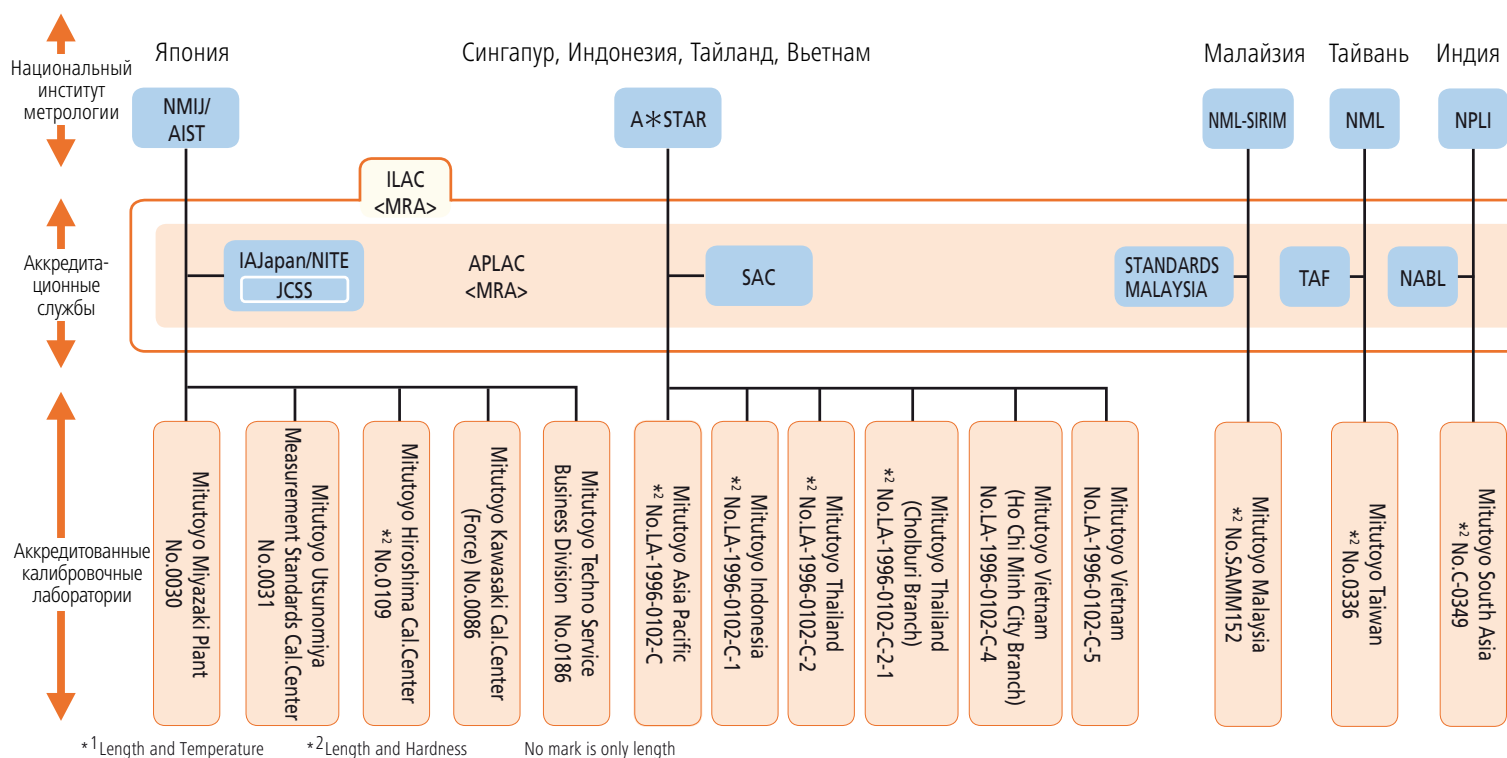 Национальный
институт
метрологии
Япония
Сингапур, Индонезия, Тайланд, Вьетнам
Малайзия
Тайвань
Индия
NMIJ/
AIST
A*STAR
NML-SIRIM
NML
NPLI
ILAC
<MRA>
Аккредита-
ционные
службы
IAJapan/NITE
JCSS
APLAC
<MRA>
SAC
STANDARDS
MALAYSIA
TAF
NABL
Аккредитованные
калибровочные
лаборатории
Mitutoyo Miyazaki Plant
No.0030
Mitutoyo Utsunomiya
Measurement Standards Cal.Center
No.0031
Mitutoyo Hiroshima Cal.Center
*2 No.0109
Mitutoyo Kawasaki Cal.Center
(Force) No.0086
Mitutoyo Techno Service
Business Division No.0186
Mitutoyo Asia Pacific
*2 No.LA-1996-0102-C
Mitutoyo Indonesia
*2 No.LA-1996-0102-C-1
Mitutoyo Thailand
*2 No.LA-1996-0102-C-2
Mitutoyo Thailand
(Cholburi Branch)
*2 No.LA-1996-0102-C-2-1
Mitutoyo Vietnam
(Ho Chi Minh City Branch)
No.LA-1996-0102-C-4
Mitutoyo Vietnam
No.LA-1996-0102-C-5
Mitutoyo Malaysia
*2 No.SAMM152
Mitutoyo Taiwan
*2 No.0336
Mitutoyo South Asia
*2 No.C-0349
*1Length and Temperature *2Length and Hardness No mark is only length